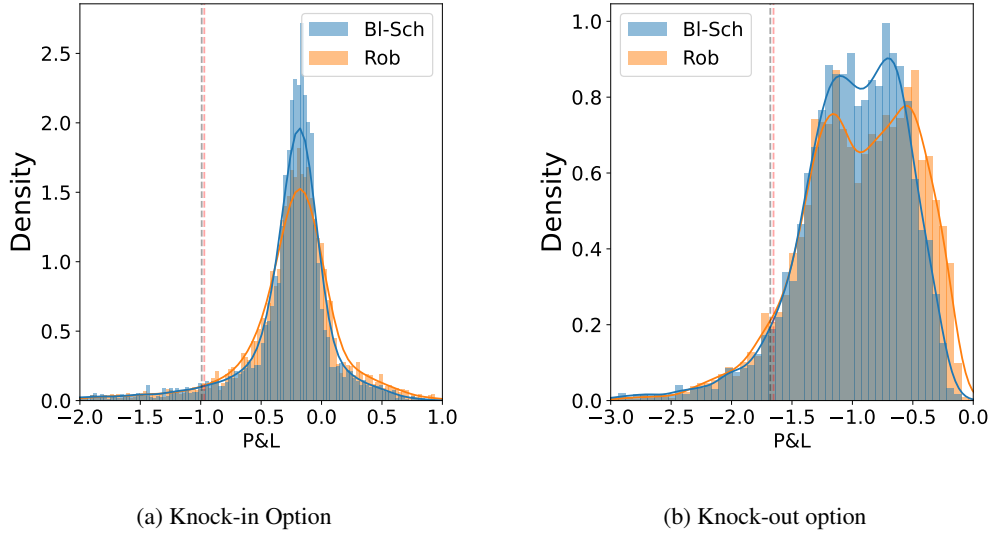 Bl-Sch
Rob
2.5
2.0
1.5
1.0
0.5
0.0
Density
−2.0 −1.5 −1.0 −0.5 0.0 0.5 1.0
P&L
(a) Knock-in Option
Bl-Sch
Rob
1.0
0.8
0.6
0.4
0.2
0.0
Density
−3.0 −2.5 −2.0 −1.5 −1.0 −0.5 0.0
P&L
(b) Knock-out option